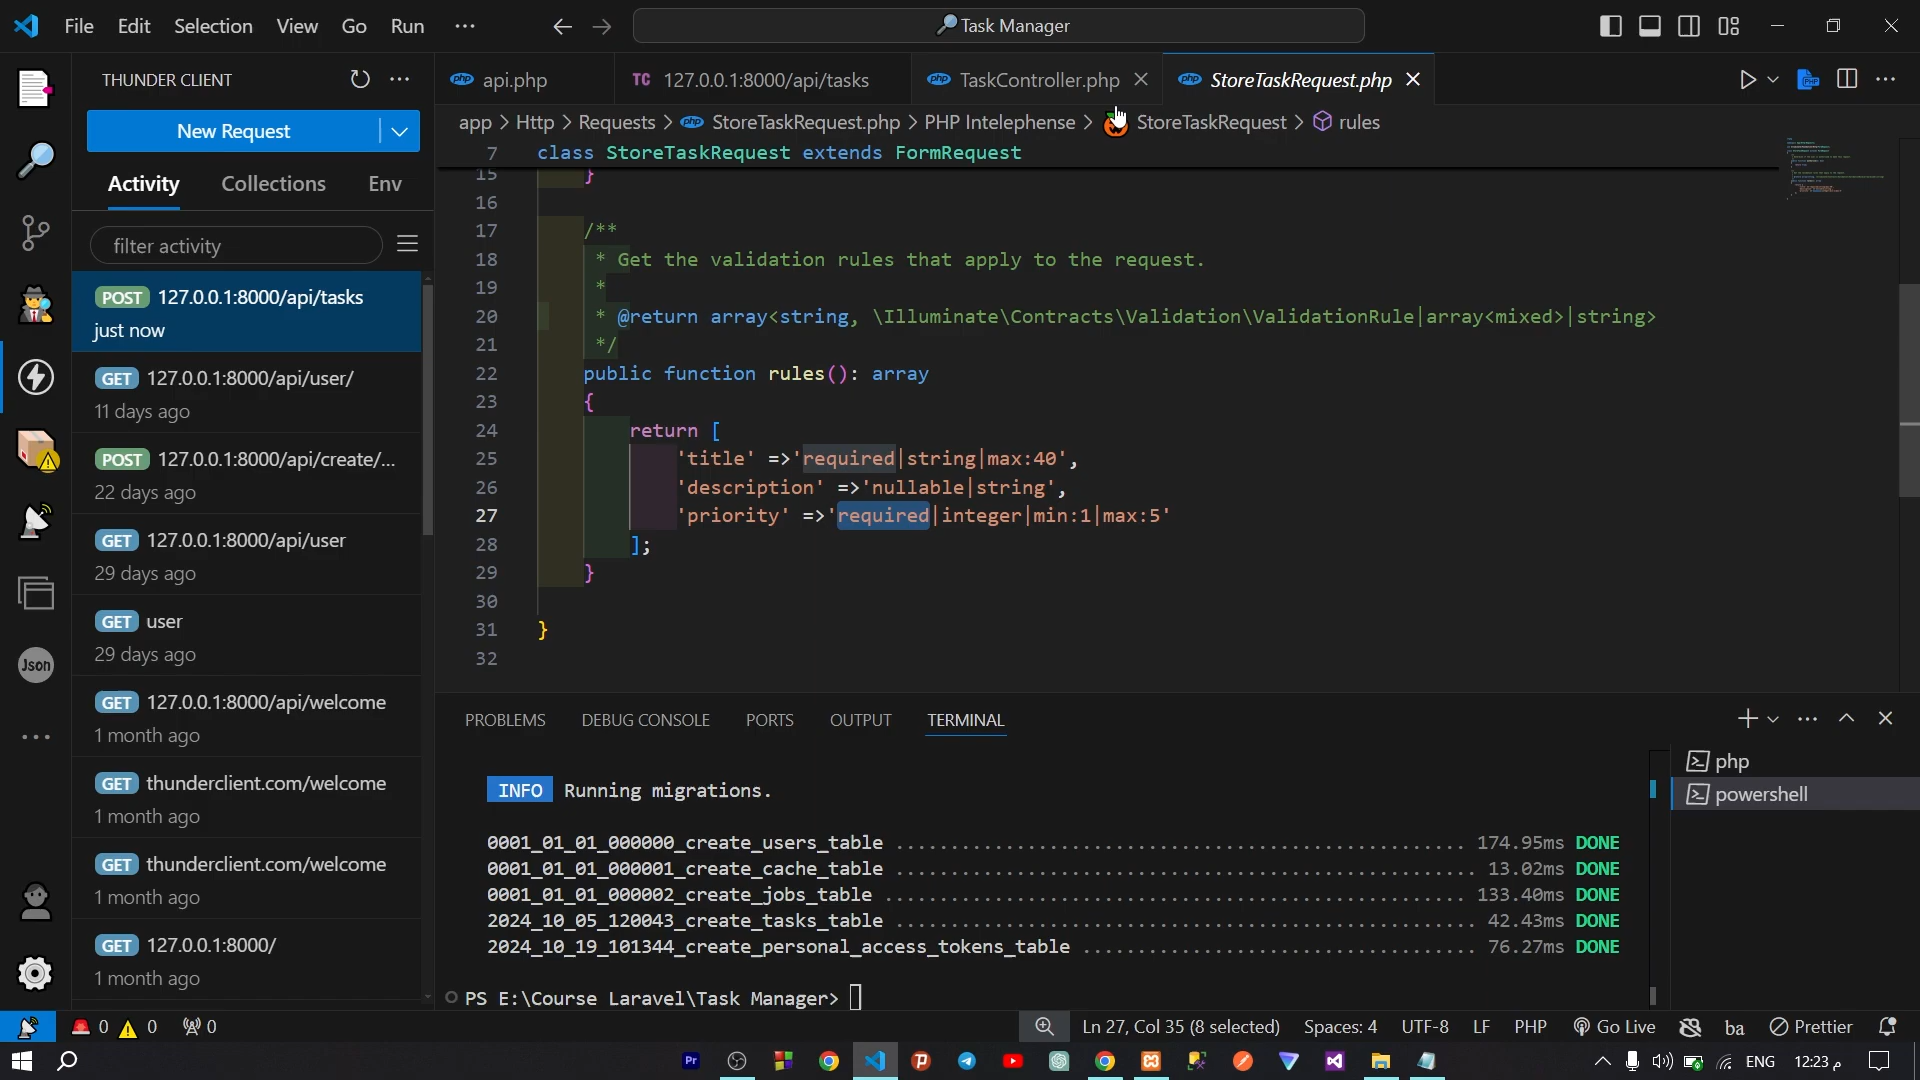 File Edit Selection View Go Run ··· Task Manager
THUNDER CLIENT
New Request
Activity Collections Env
filter activity
POST 127.0.0.1:8000/api/tasks
just now
GET 127.0.0.1:8000/api/user/
11 days ago
POST 127.0.0.1:8000/api/create/...
22 days ago
GET 127.0.0.1:8000/api/user
29 days ago
GET user
29 days ago
GET 127.0.0.1:8000/api/welcome
1 month ago
GET thunderclient.com/welcome
1 month ago
GET thunderclient.com/welcome
1 month ago
GET 127.0.0.1:8000/
1 month ago
Json
php api.php TC 127.0.0.1:8000/api/tasks php TaskController.php php StoreTaskRequest.php
app > Http > Requests > php StoreTaskRequest.php > PHP Intelephense > StoreTaskRequest > rules
7 class StoreTaskRequest extends FormRequest
15 }
16
17 /**
18 * Get the validation rules that apply to the request.
19 *
20 * @return array<string, \Illuminate\Contracts\Validation\ValidationRule|array<mixed>|string>
21 */
22 public function rules(): array
23 {
24 return [
25 'title' =>'required|string|max:40',
26 'description' =>'nullable|string',
27 'priority' =>'required|integer|min:1|max:5'
28 ];
29 }
30
31 }
32
PROBLEMS DEBUG CONSOLE PORTS OUTPUT TERMINAL
INFO Running migrations.
0001_01_01_000000_create_users_table ................................................... 174.95ms DONE
0001_01_01_000001_create_cache_table .................................................... 13.02ms DONE
0001_01_01_000002_create_jobs_table .................................................... 133.40ms DONE
2024_10_05_120043_create_tasks_table .................................................... 42.43ms DONE
2024_10_19_101344_create_personal_access_tokens_table ................................... 76.27ms DONE
PS E:\Course Laravel\Task Manager>
php
powershell
0 0 0 Ln 27, Col 35 (8 selected) Spaces: 4 UTF-8 LF PHP Go Live ba Prettier
Pr ENG 12:23 م